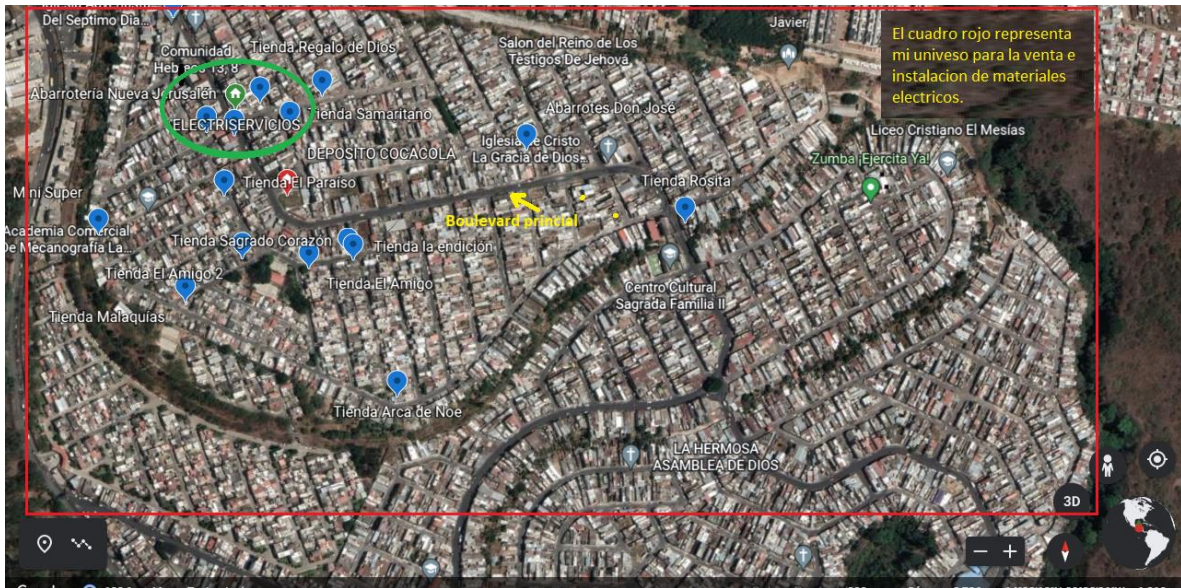 Del Septimo Dia...
Javier
El cuadro rojo representa
mi univeso para la venta e
instalacion de materiales
electricos.
Comunidad
Hebreos 13, 8
Tienda Regalo de Dios
Salon del Reino de Los
Testigos De Jehová
Abarrotería Nueva Jerusalén
Abarrotes Don José
ELECTRISERVICIOS
Tienda Samaritano
Liceo Cristiano El Mesías
DEPOSITO COCACOLA
Iglesia de Cristo
La Gracia de Dios...
Zumba ¡Ejercita Ya!
Mini Super
Tienda El Paraiso
Tienda Rosita
Boulevard princial
Academia Comercial
De Mecanografía La...
Tienda Sagrado Corazón
Tienda la endición
Tienda El Amigo 2
Tienda El Amigo
Centro Cultural
Sagrada Familia II
Tienda Malaquías
Tienda Arca de Noe
LA HERMOSA
ASAMBLEA DE DIOS
3D